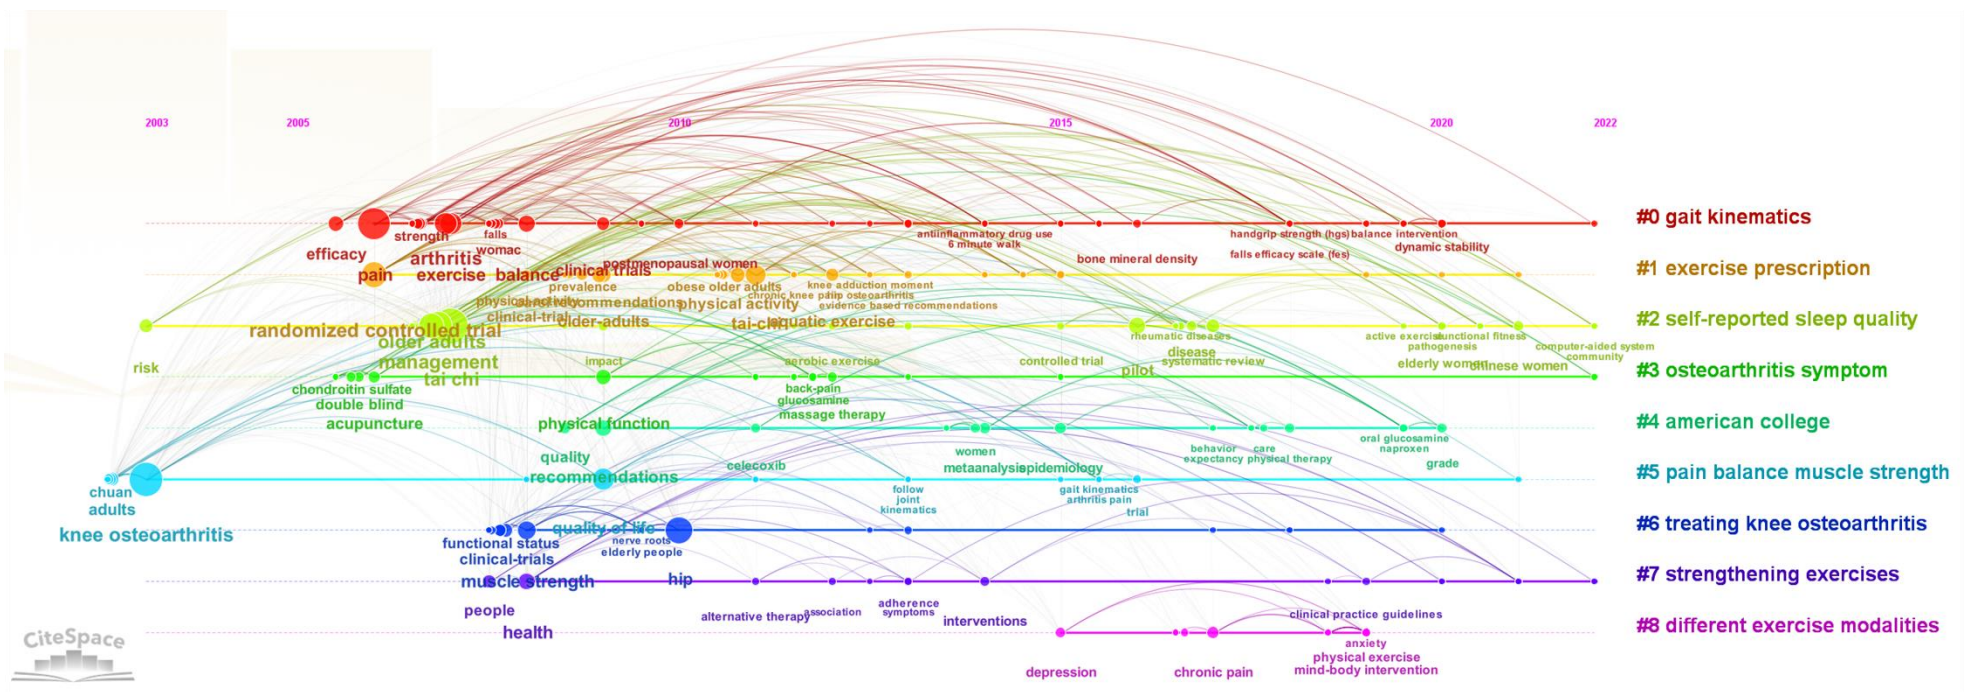 2003
2005
2010
2015
2020
2022
#0 gait kinematics
efficacy
strength
arthritis
falls
womac
pain
exercise
balance
clinical trials
postmenopausal women
antiinflammatory drug use
6 minute walk
bone mineral density
handgrip strength (hgs)
balance intervention
falls efficacy scale (fes)
dynamic stability
#1 exercise prescription
randomized controlled trial
physical-activity
clinical-trial
prevalence
recommendations
older-adults
obese older adults
chronic knee pain
physical activity
tai-chi
aquatic exercise
knee adduction moment
hip osteoarthritis
evidence based recommendations
#2 self-reported sleep quality
risk
older adults
management
tai chi
impact
aerobic exercise
controlled trial
rheumatic diseases
disease
systematic review
pilot
active exercise
functional fitness
pathogenesis
elderly women
chinese women
computer-aided system
community
#3 osteoarthritis symptom
chondroitin sulfate
double blind
acupuncture
back-pain
glucosamine
massage therapy
#4 american college
physical function
quality
recommendations
celecoxib
women
metaanalysis
epidemiology
behavior
expectancy
care
physical therapy
oral glucosamine
naproxen
grade
#5 pain balance muscle strength
chuan
adults
knee osteoarthritis
quality of life
follow
joint
kinematics
gait kinematics
arthritis pain
trial
#6 treating knee osteoarthritis
functional status
clinical-trials
muscle strength
nerve roots
elderly people
hip
#7 strengthening exercises
people
health
alternative therapy
association
adherence
symptoms
interventions
clinical practice guidelines
#8 different exercise modalities
depression
chronic pain
anxiety
physical exercise
mind-body intervention
CiteSpace